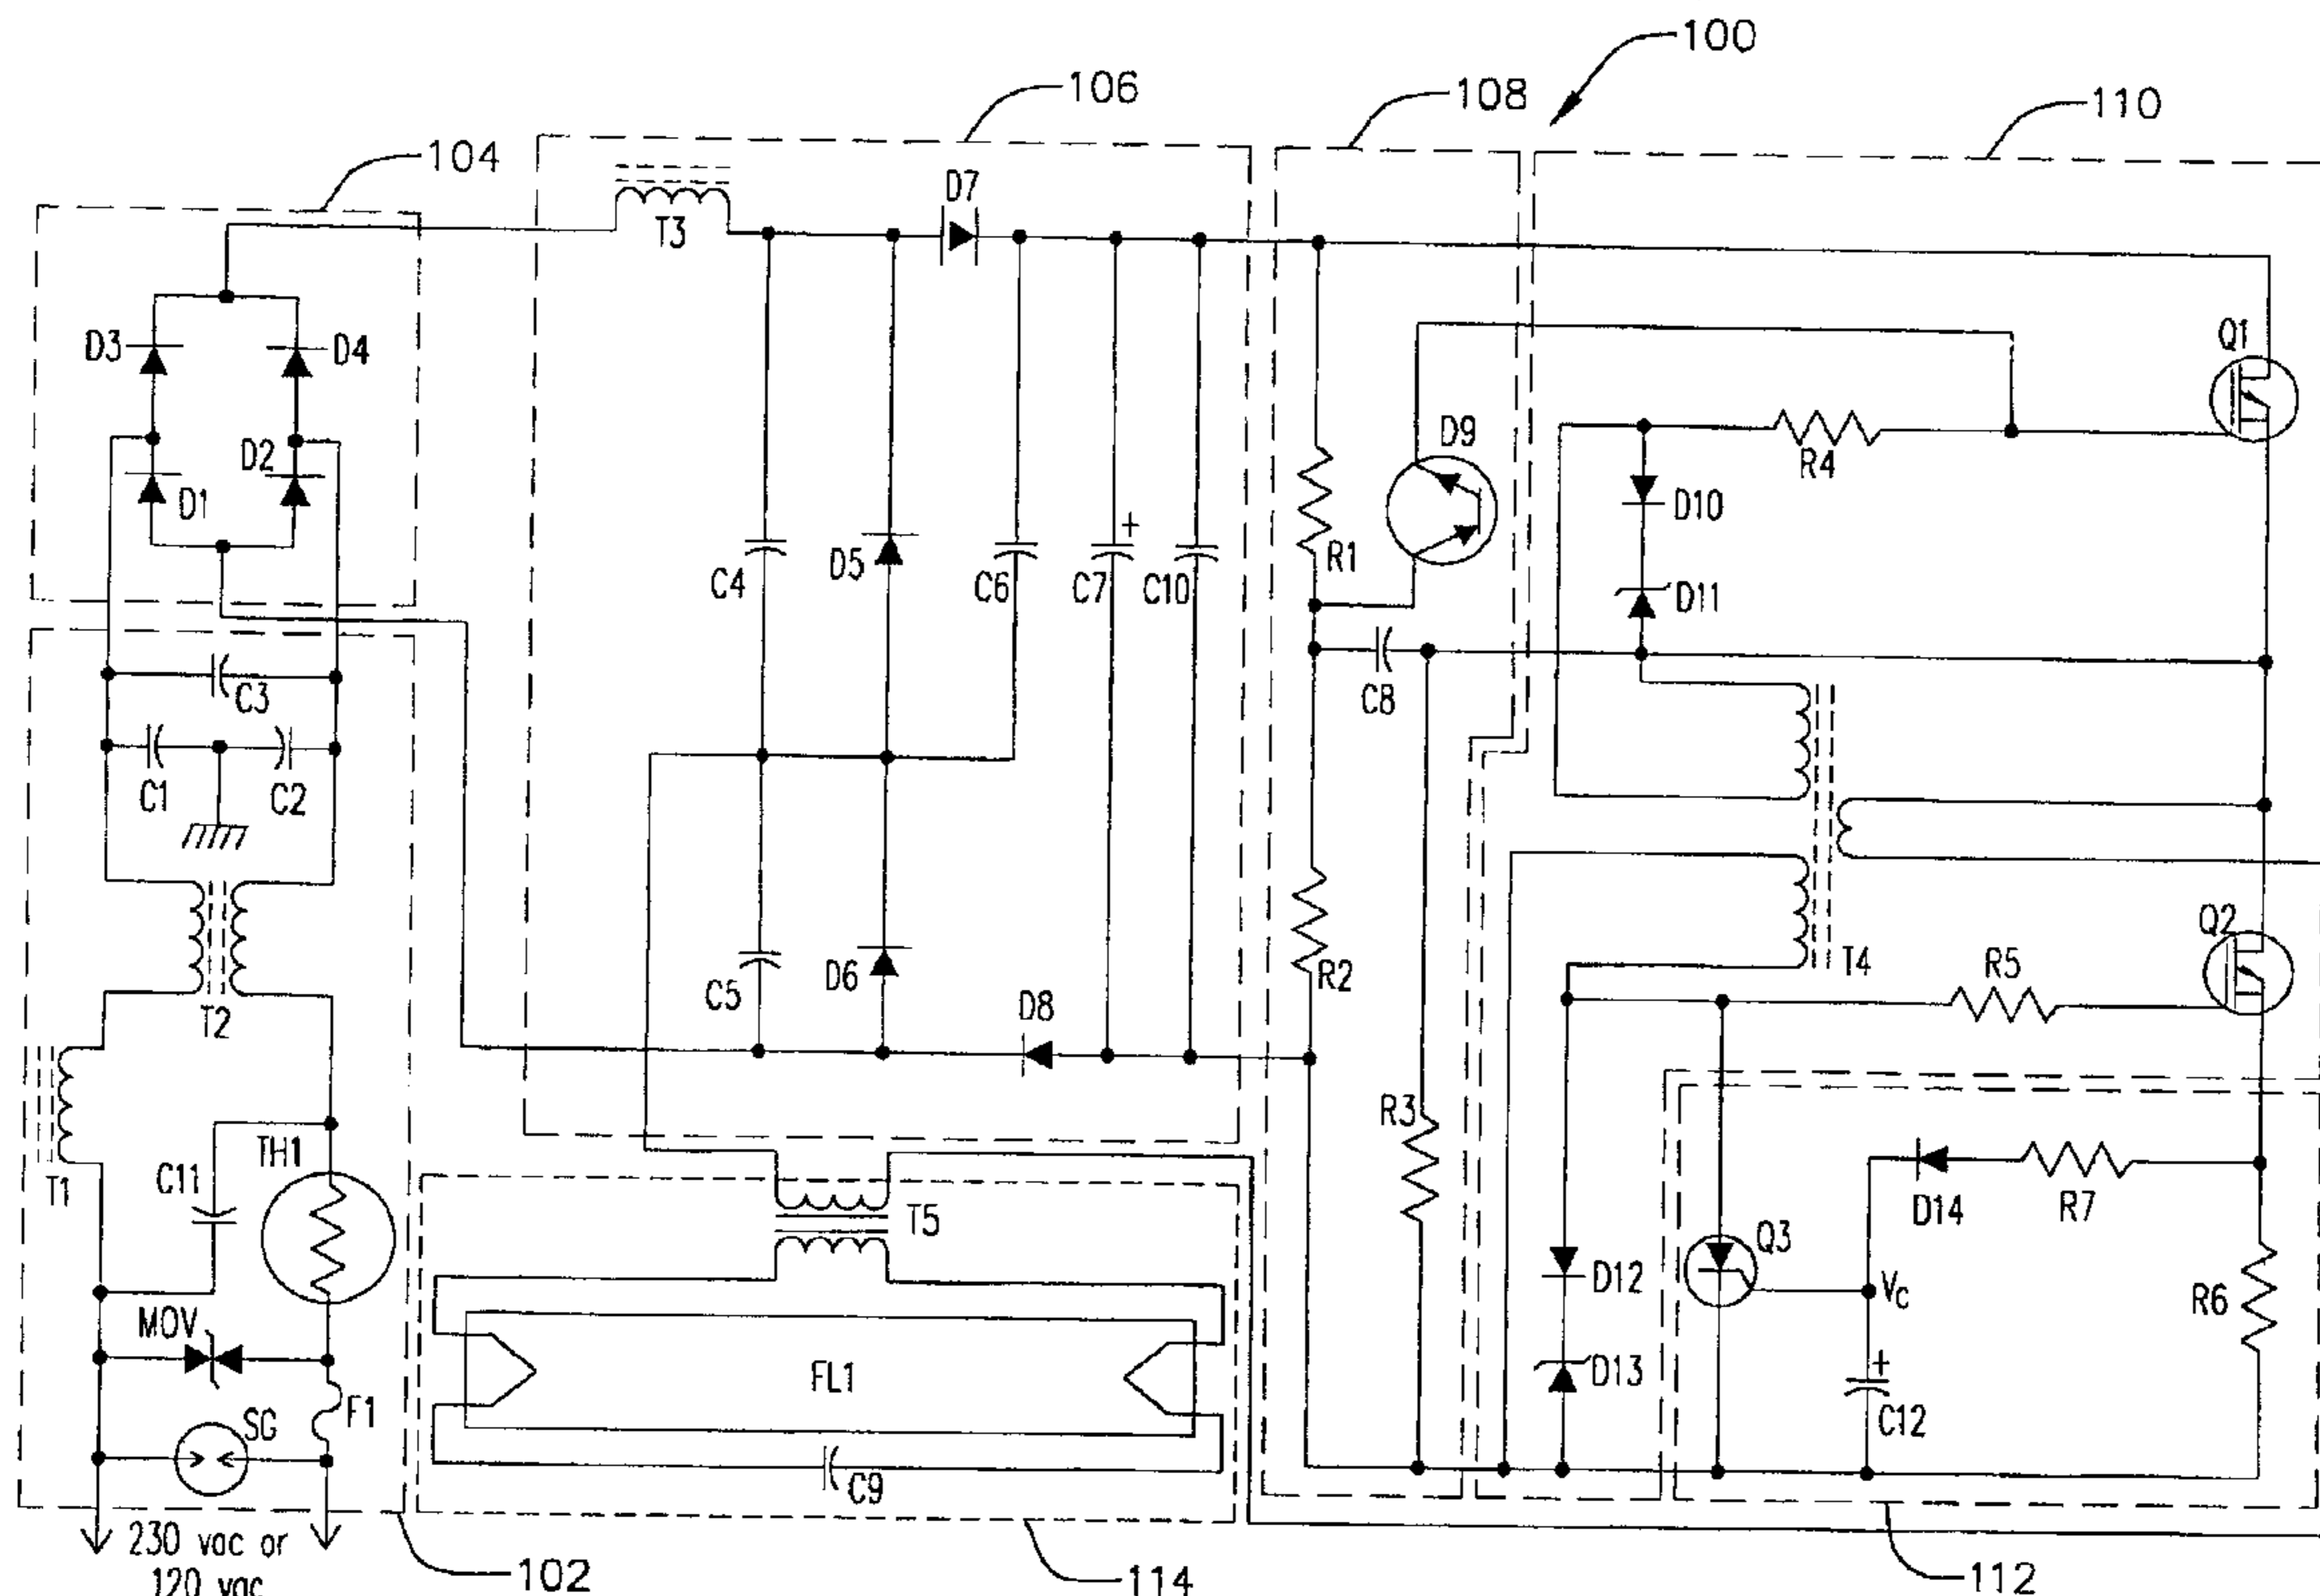 100
106
108
110
104
D7
T3
D3
D4
Q1
D2
D9
R4
D1
D10
R1
C4
D5
C6
+
C7
C10
D11
C3
C8
C1
C2
Q2
T4
R5
C5
D6
D8
R2
T2
R3
TH1
C11
T1
T5
D14
R7
Q3
D12
VC
R6
MOV
FL1
D13
+
C12
F1
SG
C9
230 vac or
120 vac
102
114
112